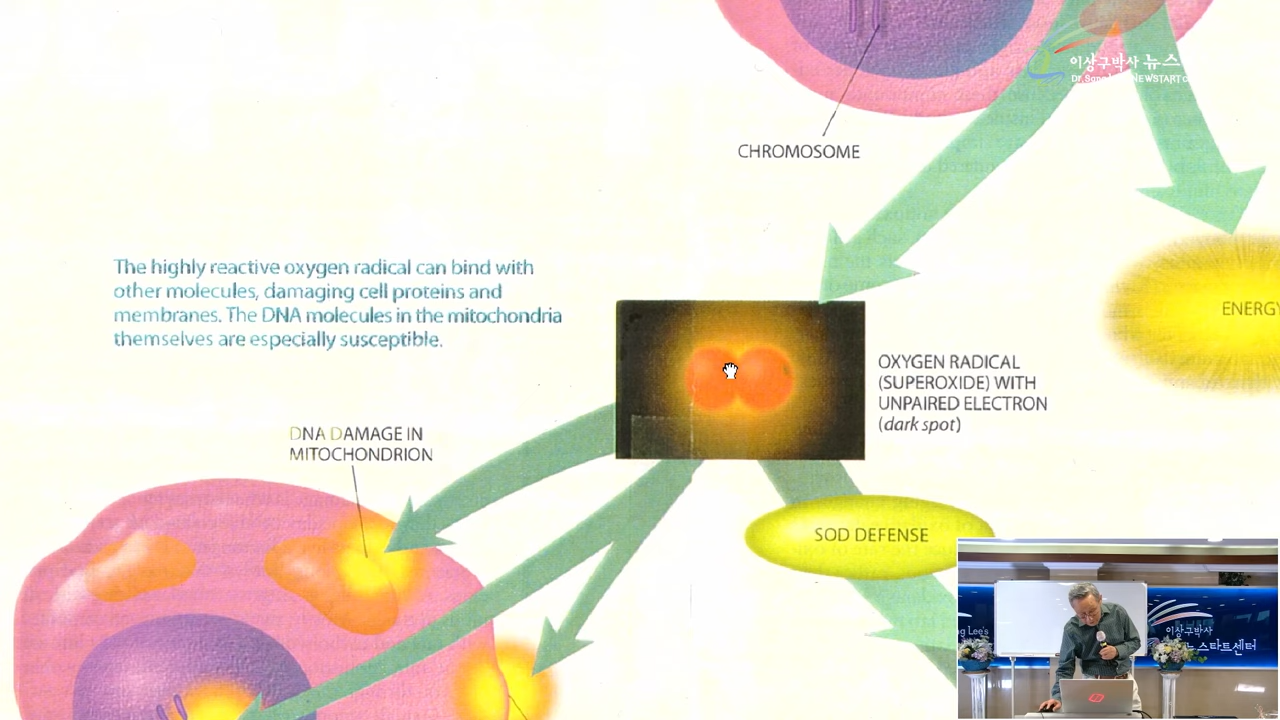 이상구박사 뉴스
CHROMOSOME
The highly reactive oxygen radical can bind with
other molecules, damaging cell proteins and
membranes. The DNA molecules in the mitochondria
themselves are especially susceptible.
ENERGY
OXYGEN RADICAL
(SUPEROXIDE) WITH
UNPAIRED ELECTRON
(dark spot)
DNA DAMAGE IN
MITOCHONDRION
SOD DEFENSE
Lee's
이상구박사
뉴스타트센터